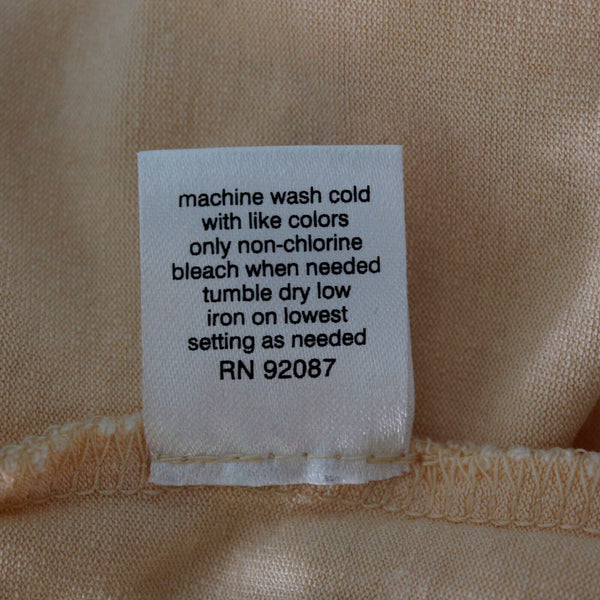 machine wash cold
with like colors
only non-chlorine
bleach when needed
tumble dry low
iron on lowest
setting as needed
RN 92087